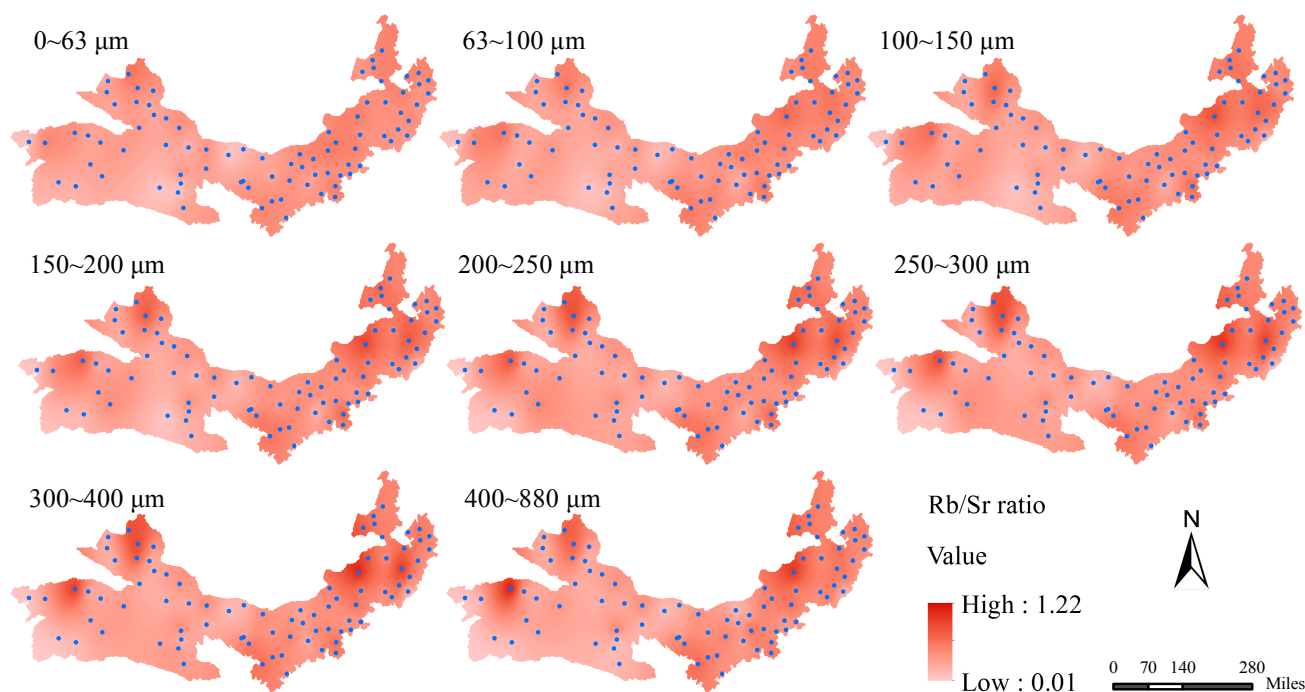 0~63 μm
63~100 μm
100~150 μm
150~200 μm
200~250 μm
250~300 μm
300~400 μm
400~880 μm
Rb/Sr ratio
Value
High : 1.22
Low : 0.01
N
0 70 140 280
Miles